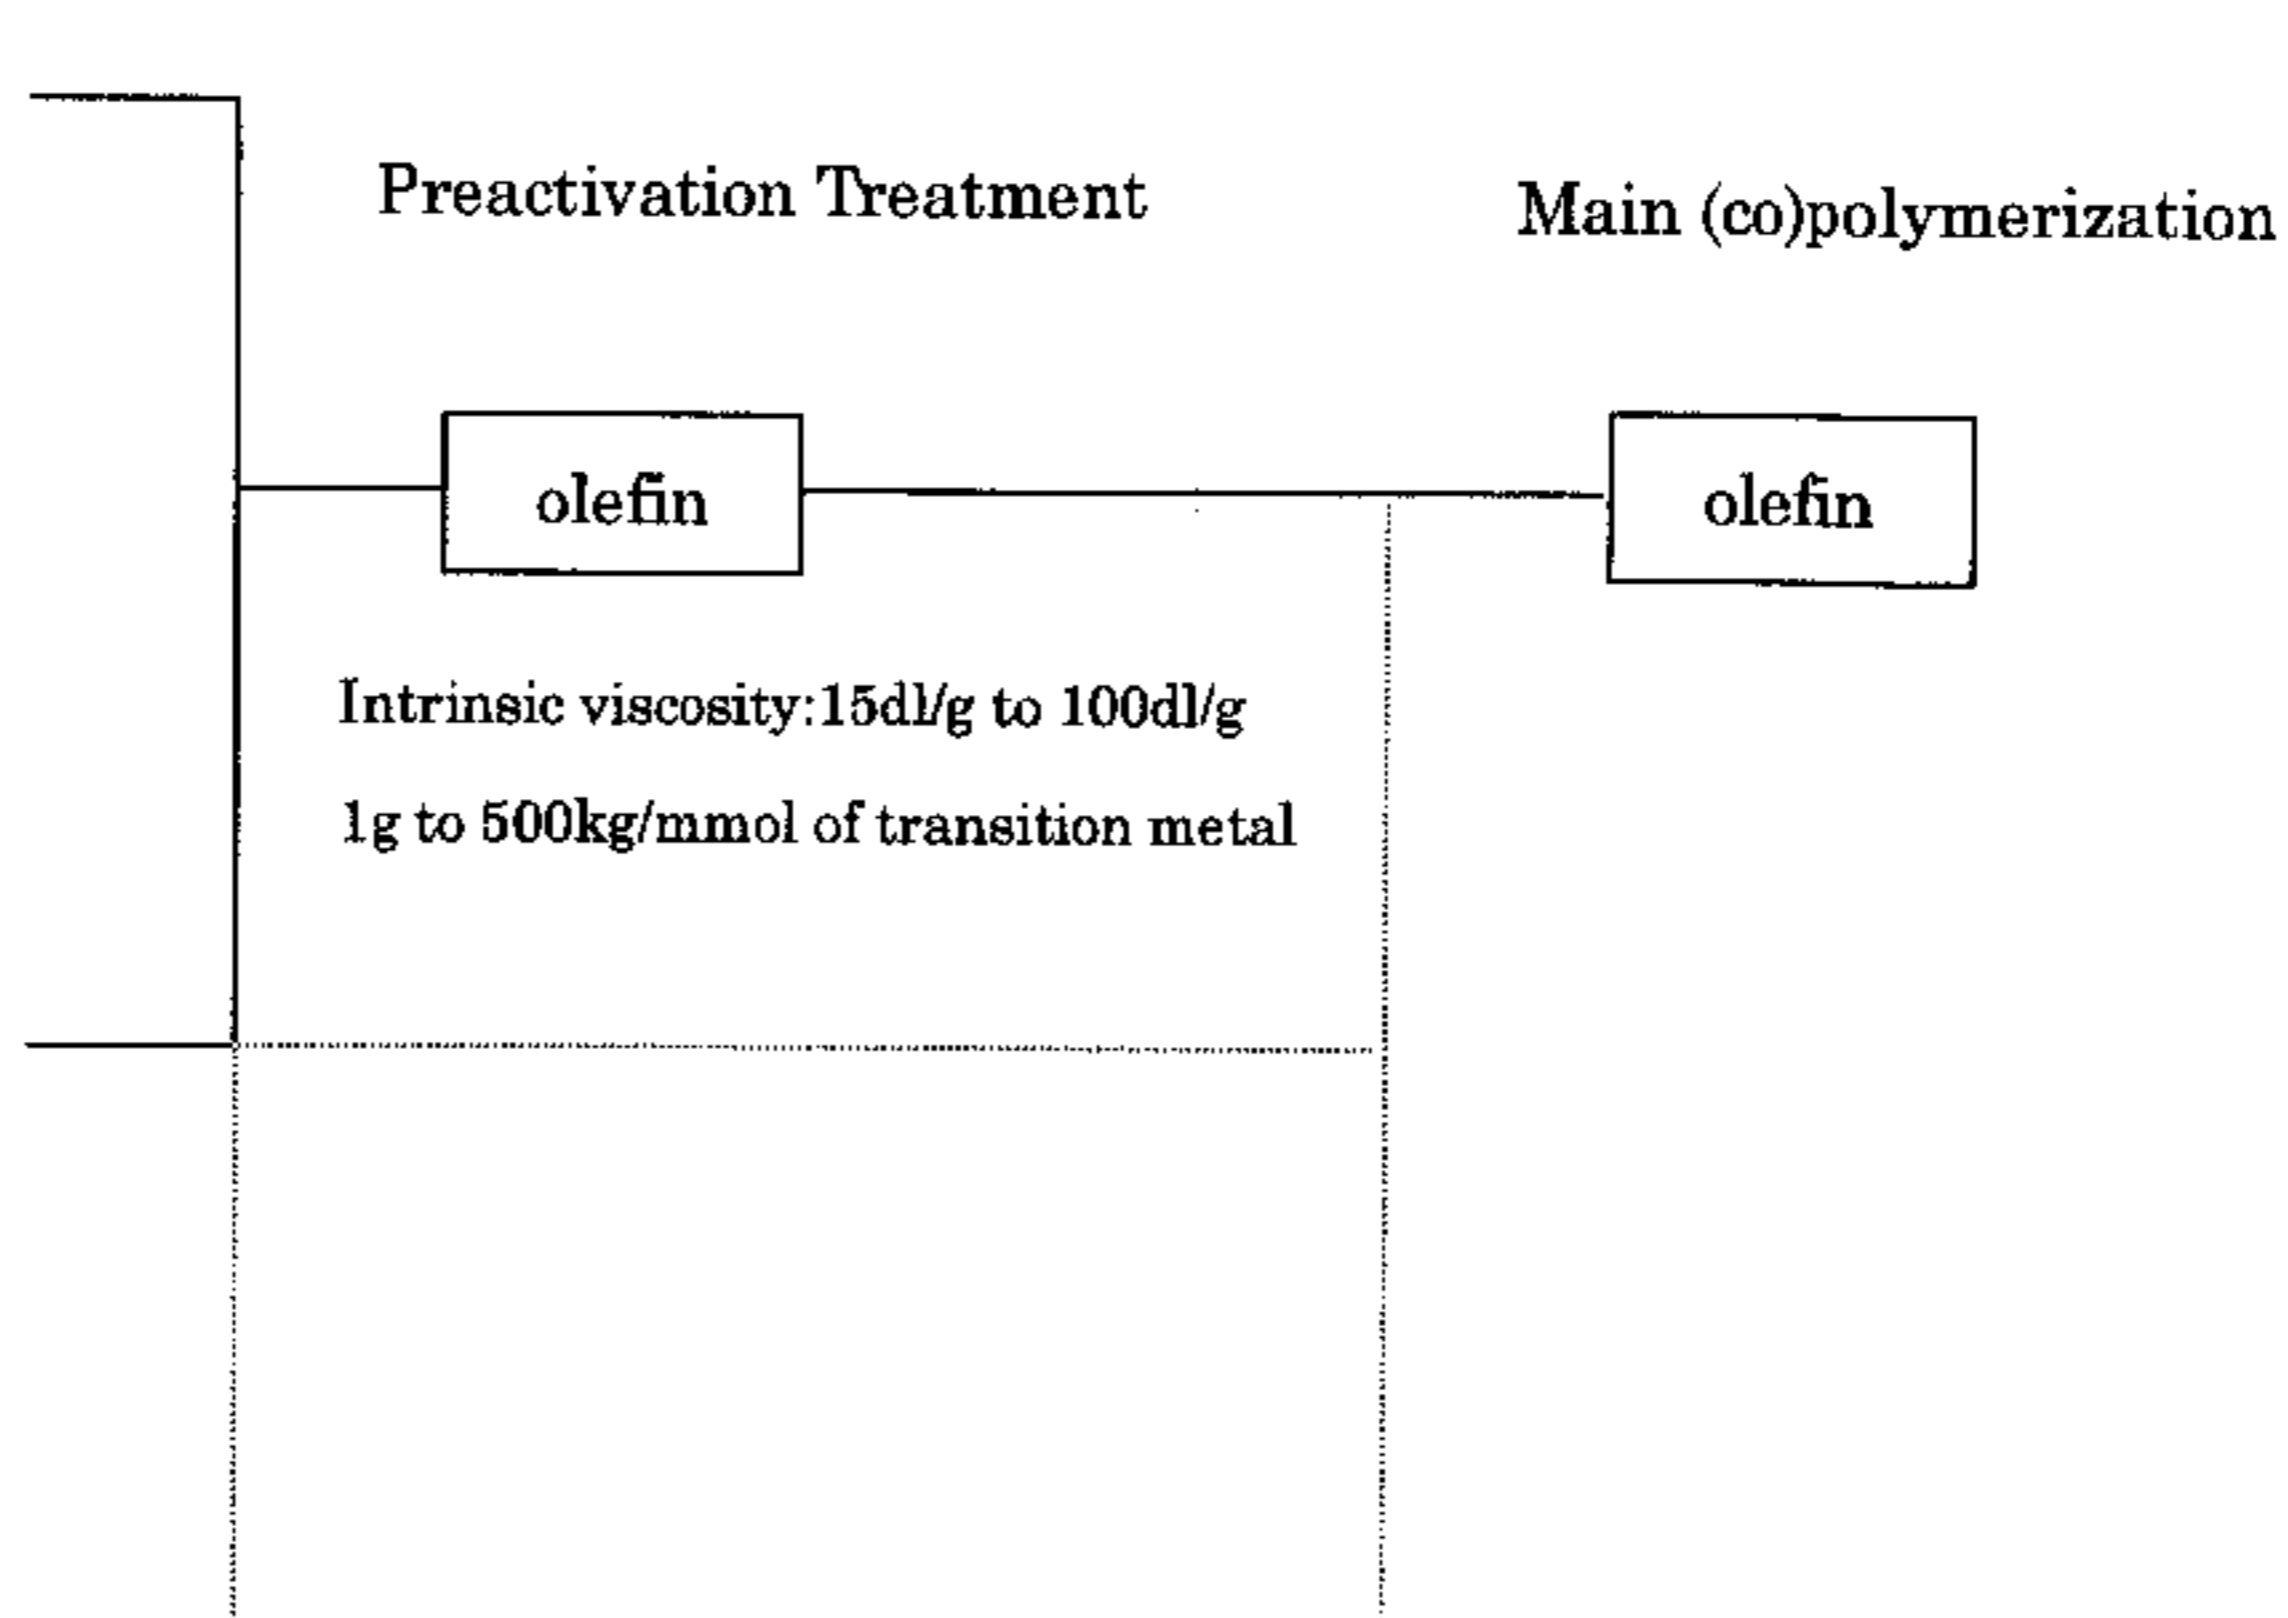 Preactivation Treatment
Main (co)polymerization
olefin
olefin
Intrinsic viscosity:15dl/g to 100dl/g
1g to 500kg/mmol of transition metal